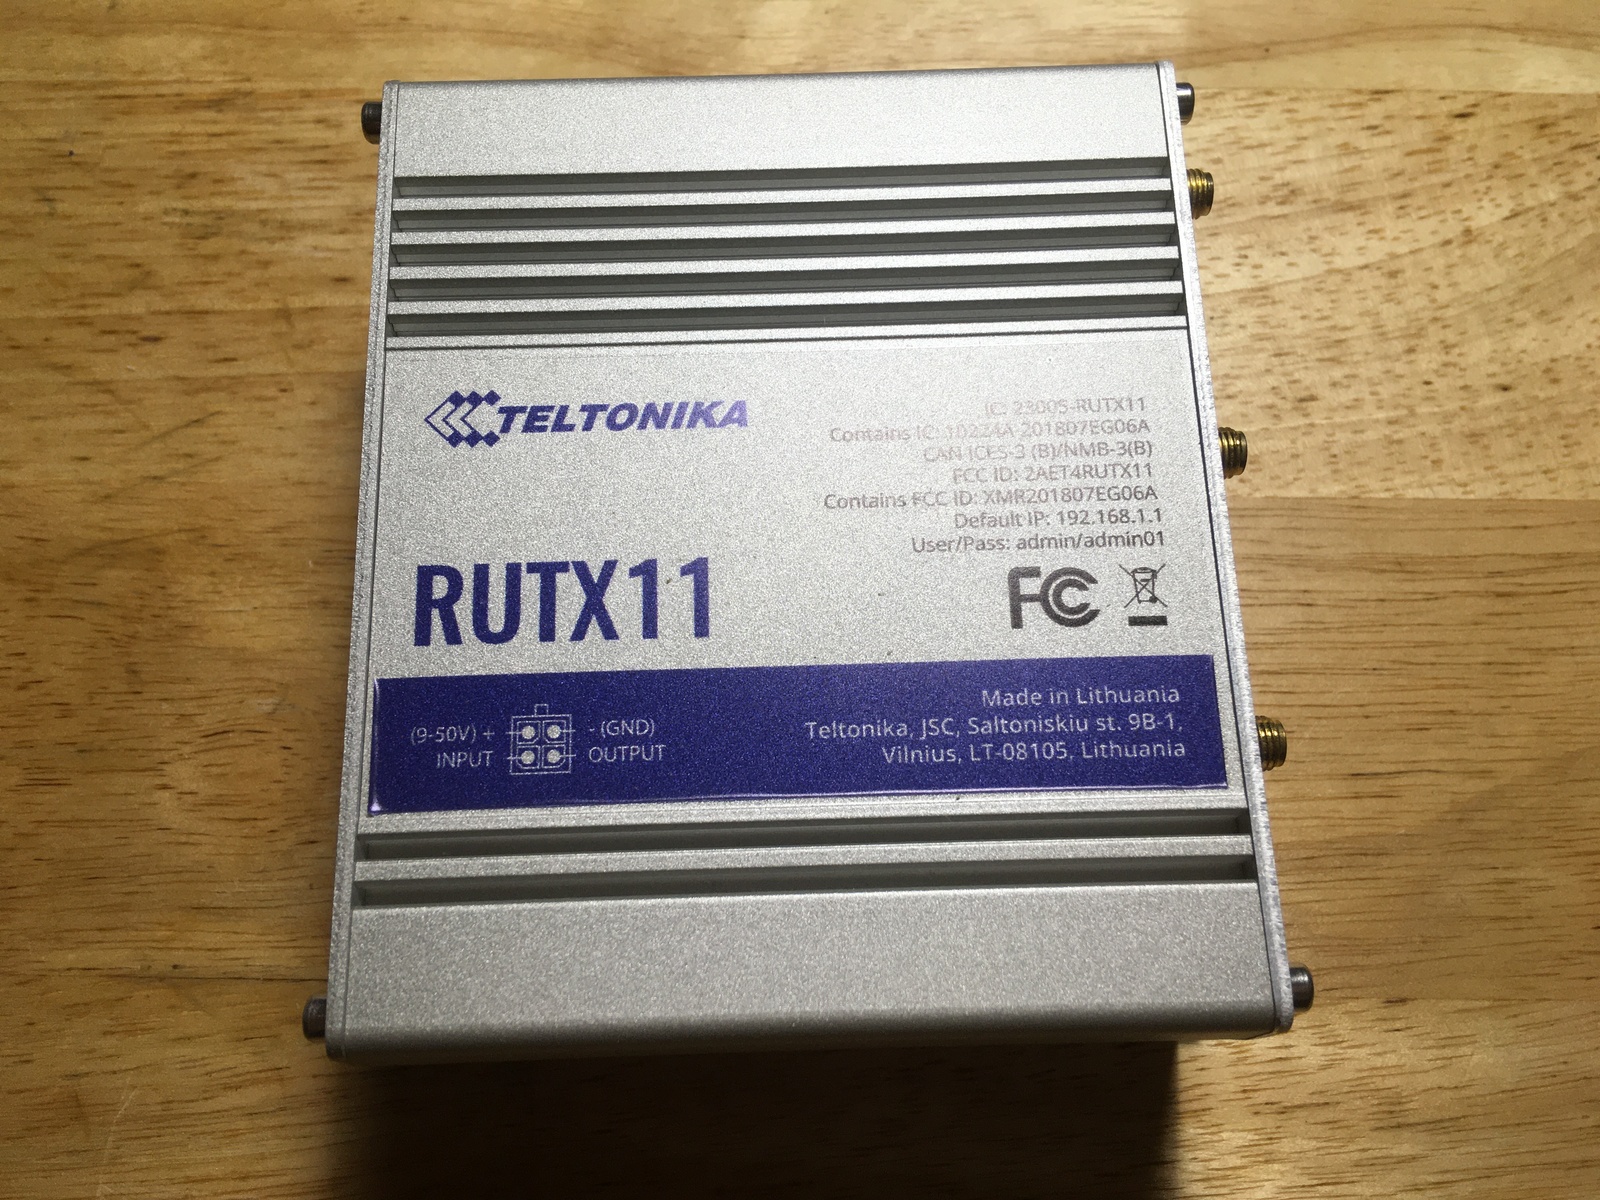 TELTONIKA
IC: 23005-RUTX11
Contains IC: 10224A-201807EG06A
CAN ICES-3 (B)/NMB-3(B)
FCC ID: 2AET4RUTX11
Contains FCC ID: XMR201807EG06A
Default IP: 192.168.1.1
User/Pass: admin/admin01
RUTX11
FC
(9-50V) + - (GND)
INPUT OUTPUT
Made in Lithuania
Teltonika, JSC, Saltoniskiu st. 9B-1,
Vilnius, LT-08105, Lithuania